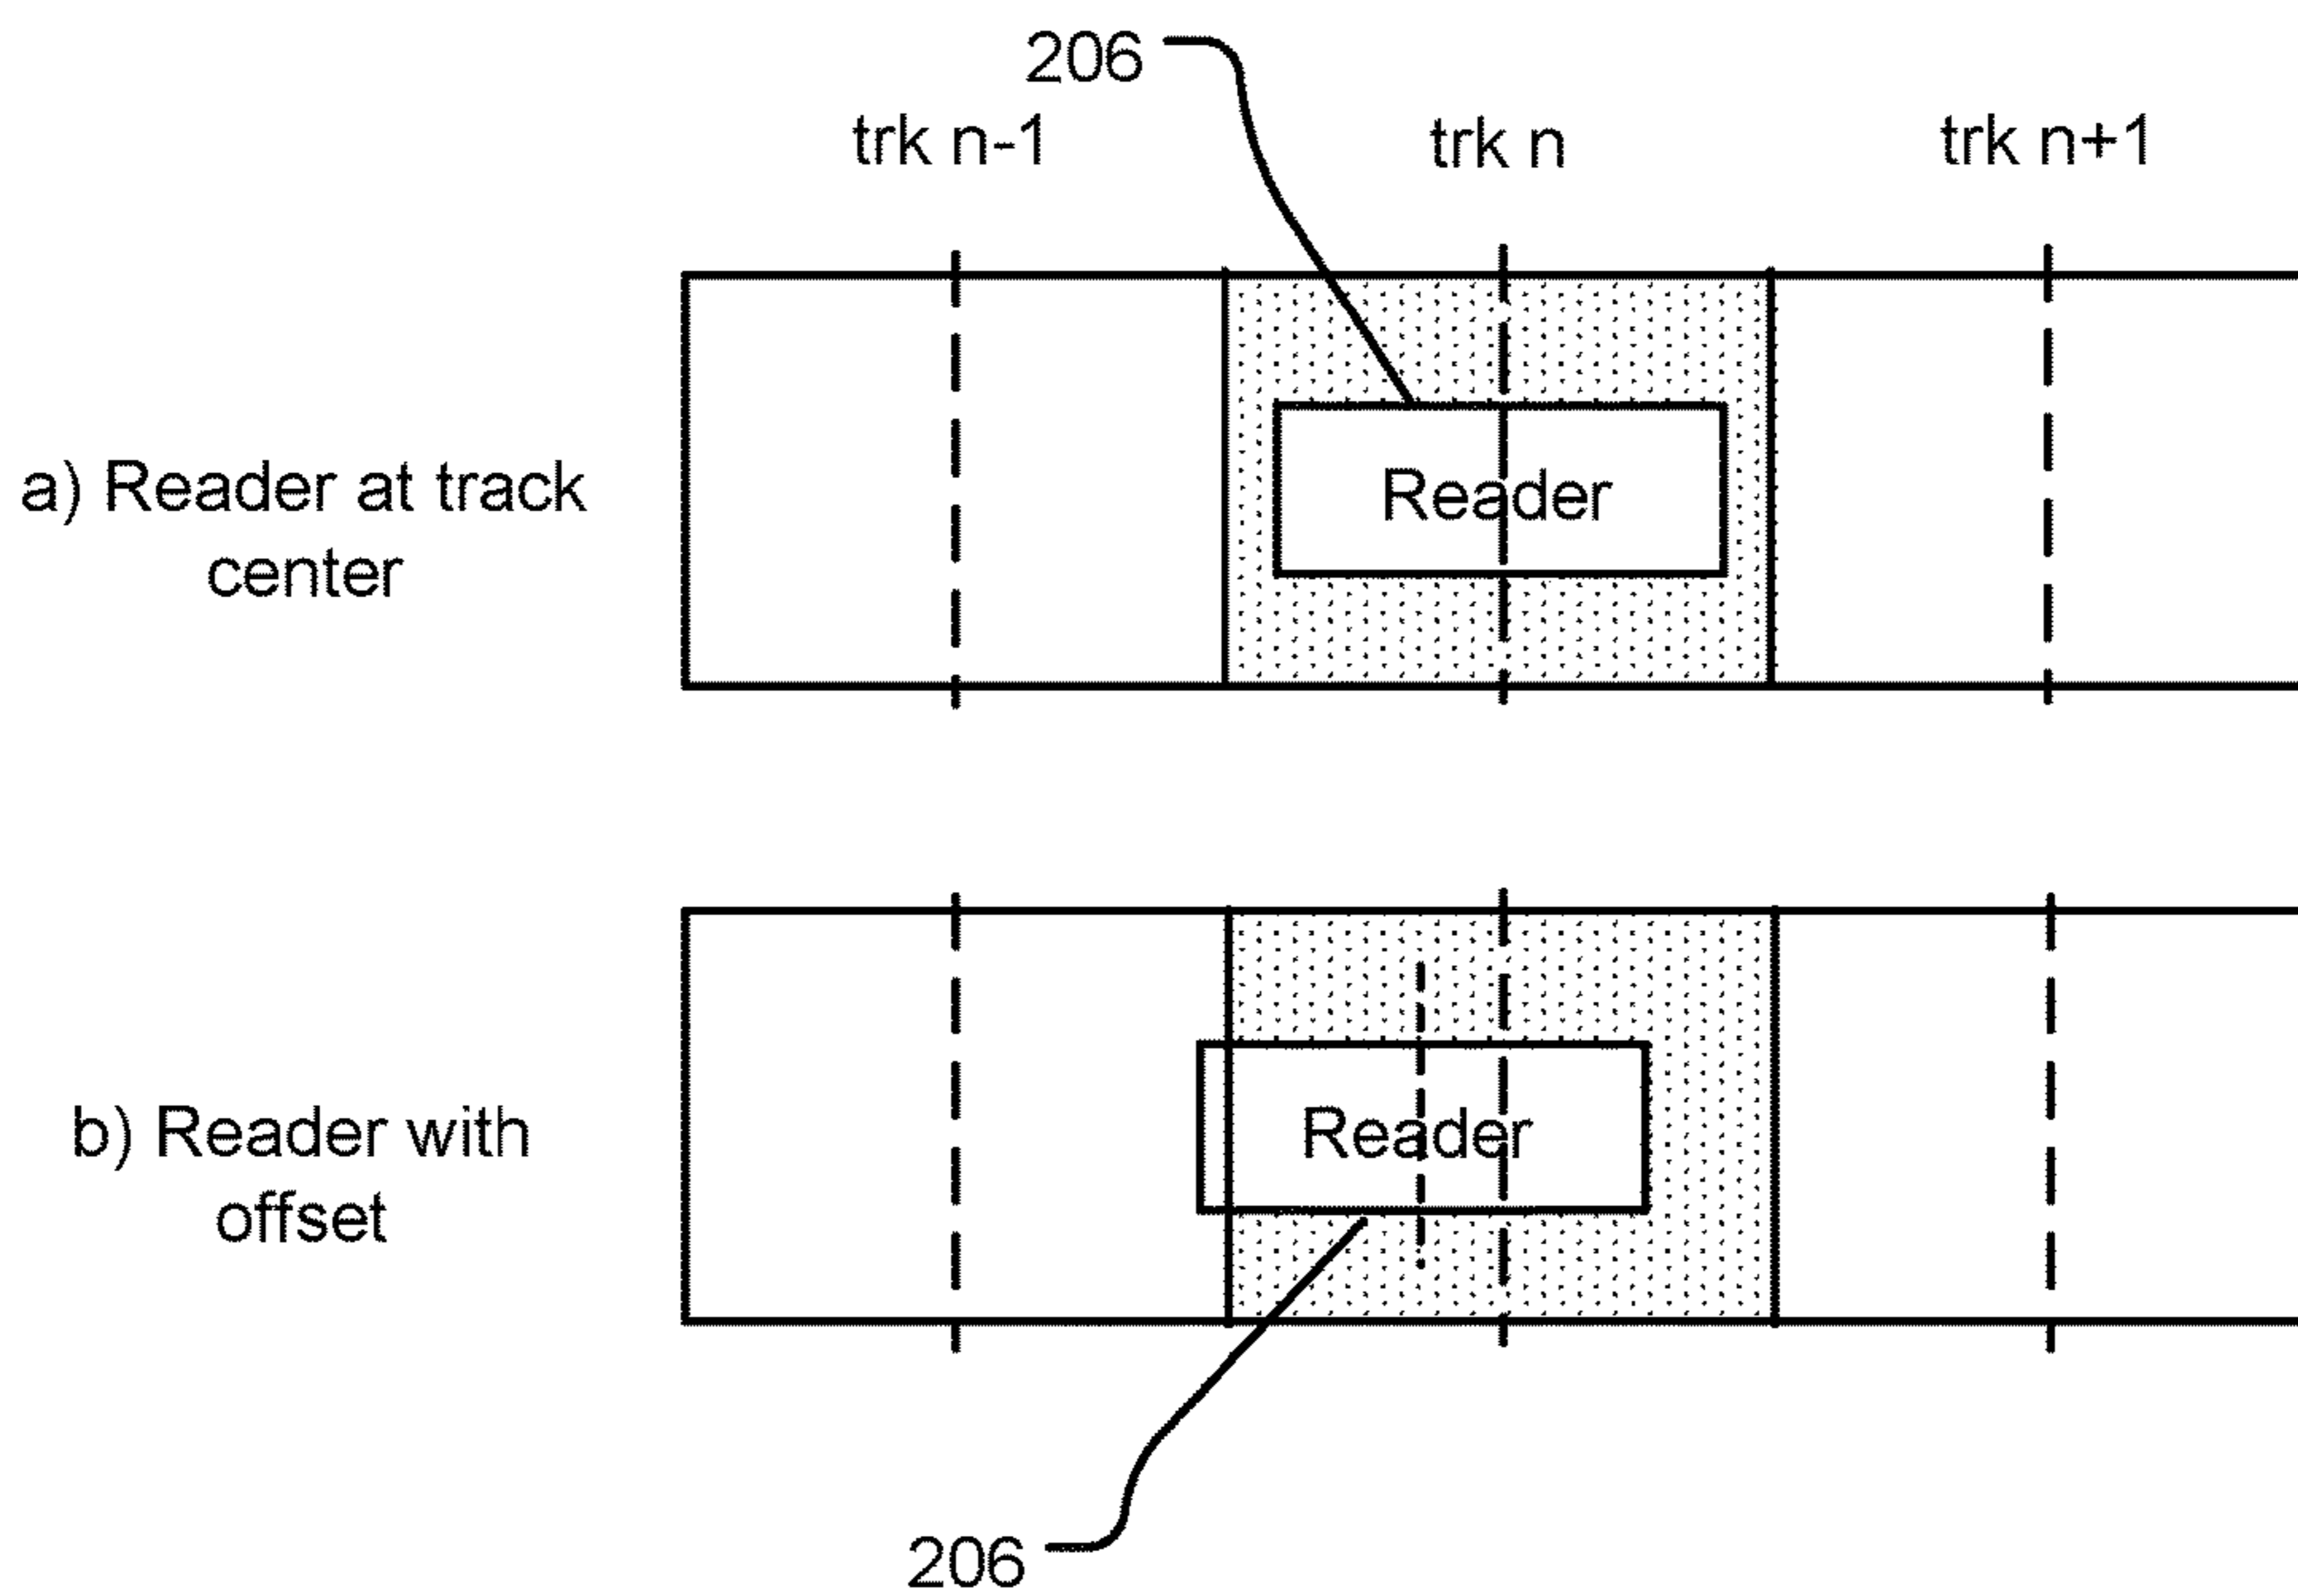 206
trk n-1
trk n
trk n+1
a) Reader at track
center
Reader
b) Reader with
offset
Reader
206